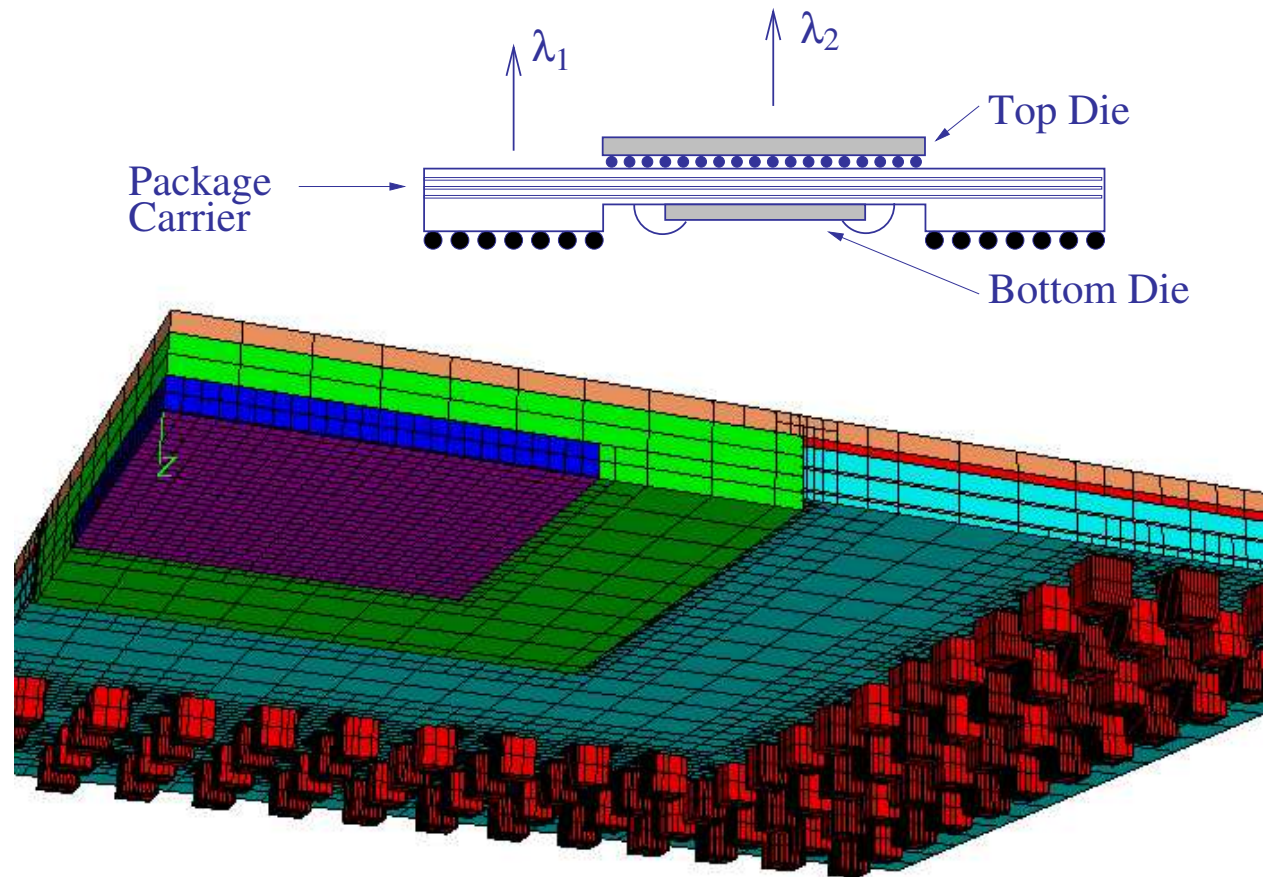 λ1
λ2
Top Die
Package
Carrier
Bottom Die
Z